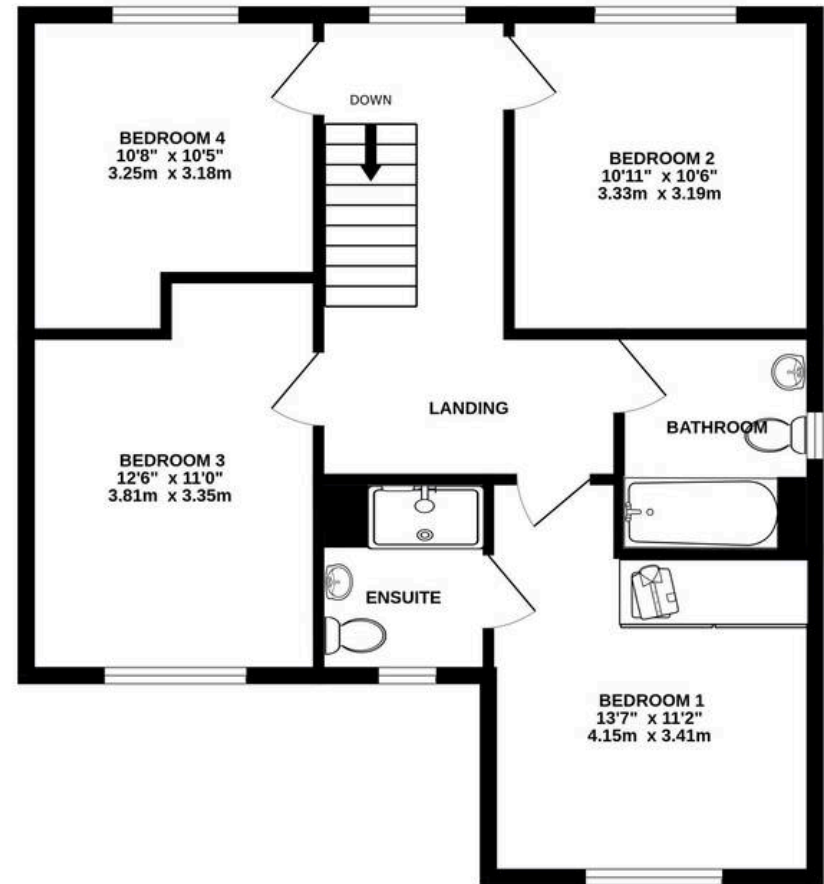 DOWN
BEDROOM 4
10'8" x 10'5"
3.25m x 3.18m
BEDROOM 2
10'11" x 10'6"
3.33m x 3.19m
LANDING
BATHROOM
BEDROOM 3
12'6" x 11'0"
3.81m x 3.35m
ENSUITE
BEDROOM 1
13'7" x 11'2"
4.15m x 3.41m